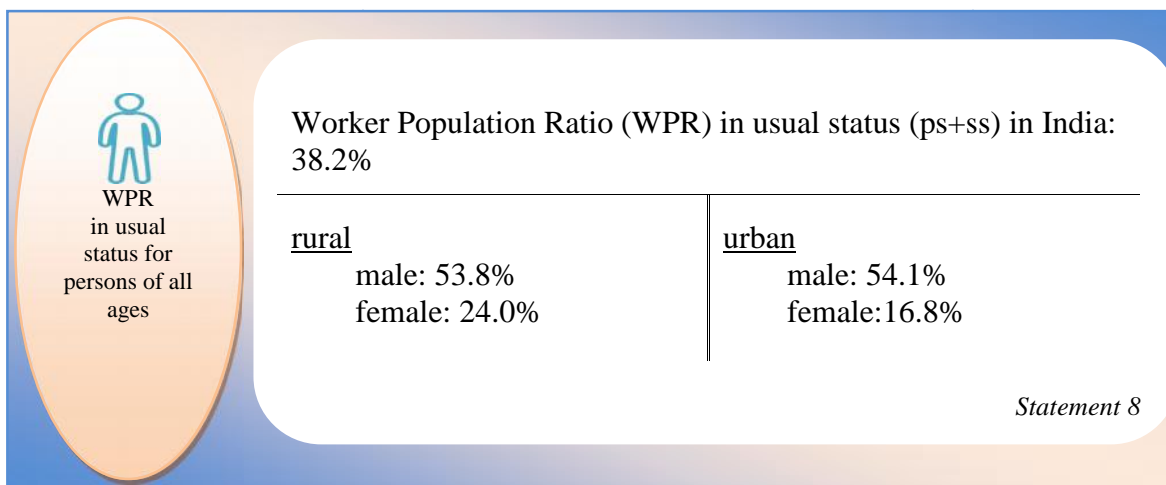 WPR
in usual
status for
persons of all
ages
Worker Population Ratio (WPR) in usual status (ps+ss) in India:
38.2%
rural
male: 53.8%
female: 24.0%
urban
male: 54.1%
female:16.8%
Statement 8